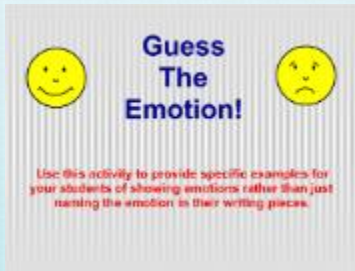 Guess
The
Emotion!
Use this activity to provide specific examples for
your students of showing emotions rather than just
naming the emotion in their writing pieces.